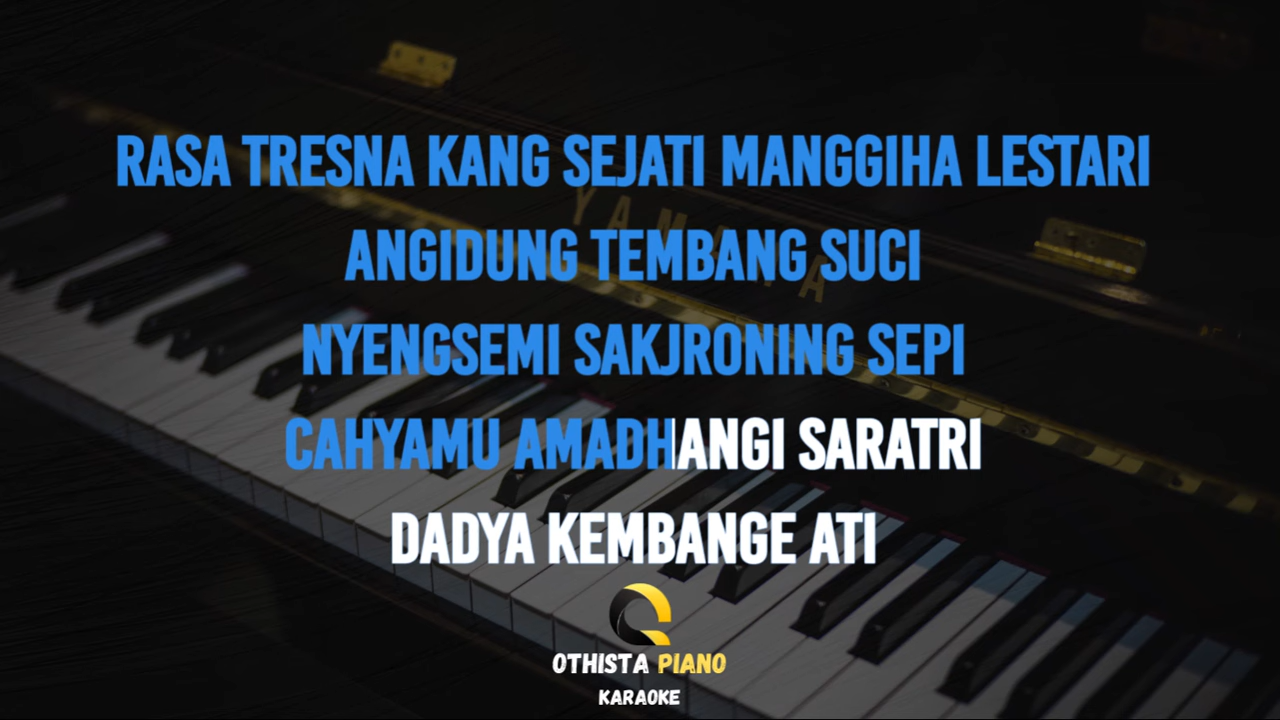 RASA TRESNA KANG SEJATI MANGGIHA LESTARI
YAMAHA
ANGIDUNG TEMBANG SUCI
NYENGSEMI SAKJRONING SEPI
CAHYAMU AMADHANGI SARATRI
DADYA KEMBANGE ATI
OTHISTA PIANO
KARAOKE